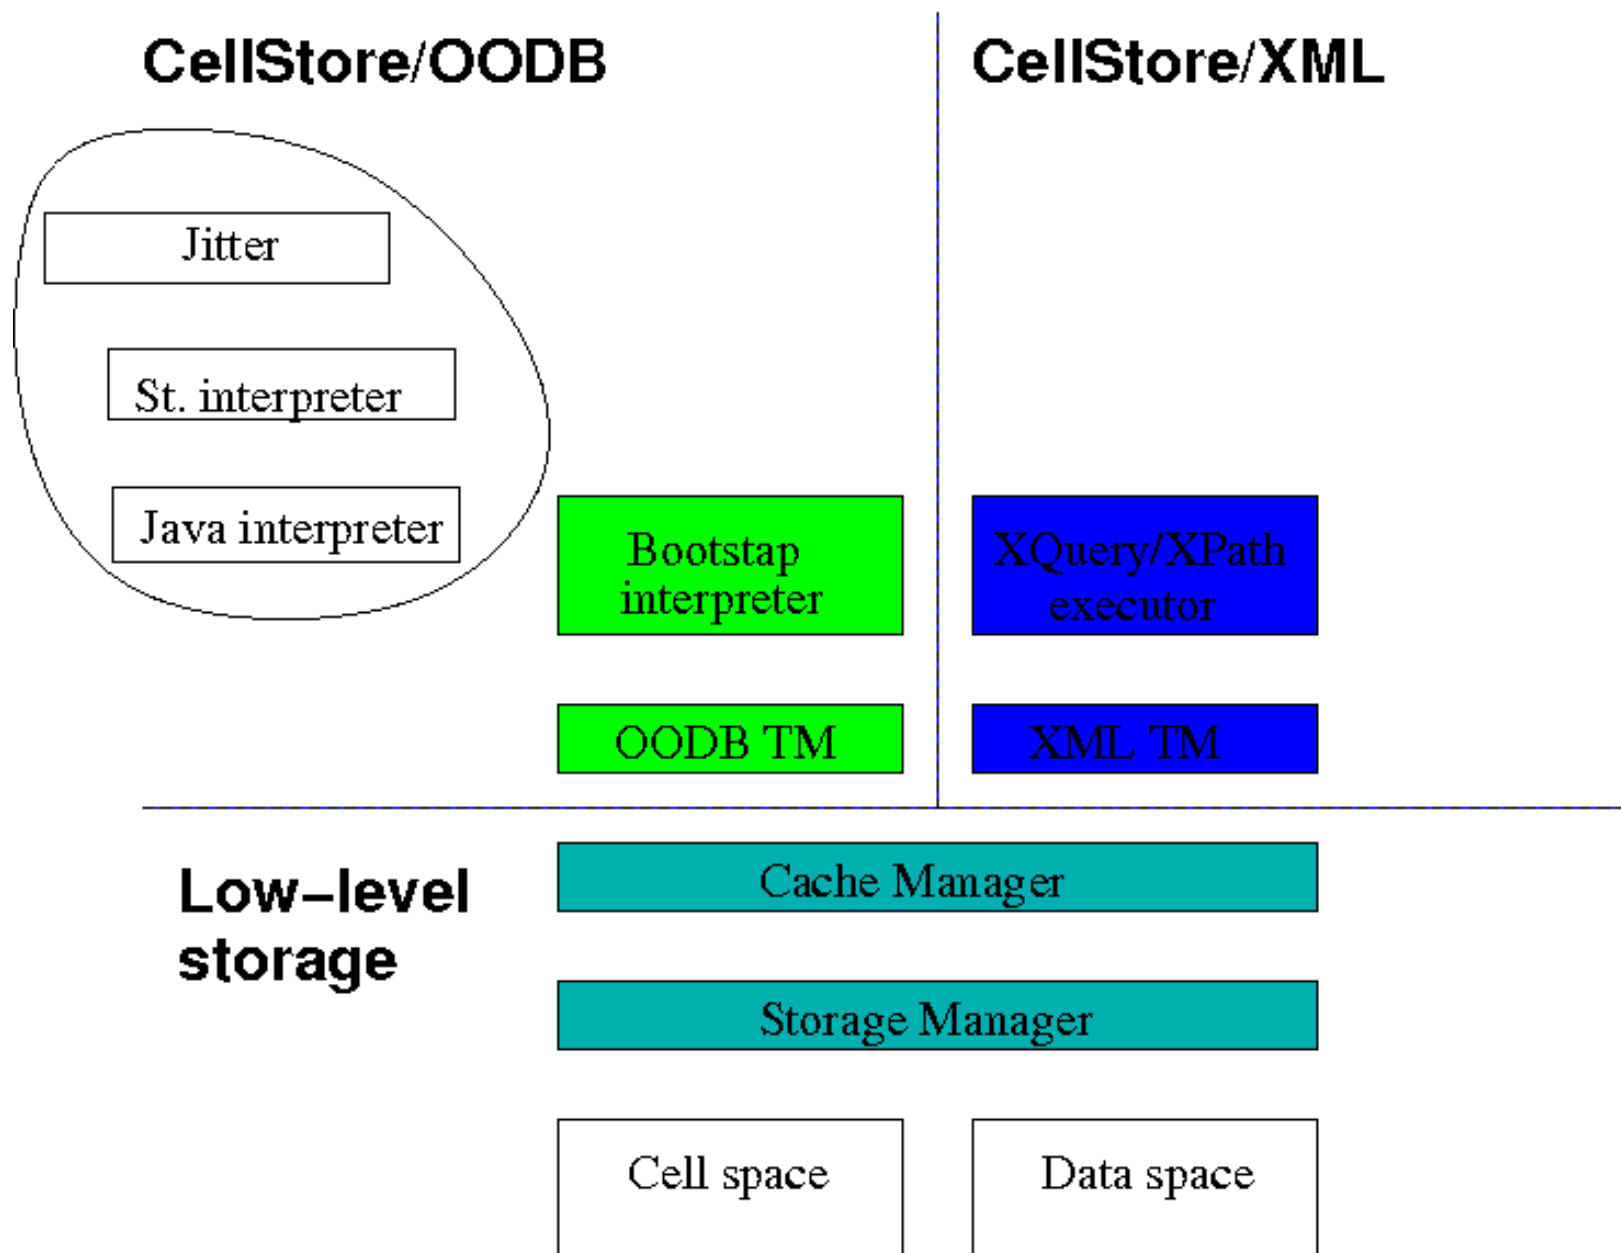 CellStore/OODB
CellStore/XML
Jitter
St. interpreter
Java interpreter
Bootstap
interpreter
XQuery/XPath
executor
OODB TM
XML TM
Low−level
storage
Cache Manager
Storage Manager
Cell space
Data space